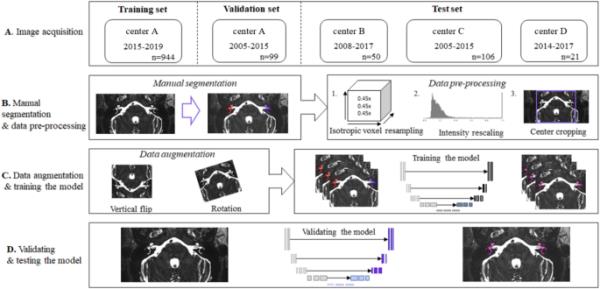 Training set
Validation set
Test set
A. Image acquisition
center A
2015-2019
n=944
center A
2005-2015
n=99
center B
2008-2017
n=50
center C
2005-2015
n=106
center D
2014-2017
n=21
B. Mamual
segmentation
& data pre-processing
Manual segmentation
Data pre-processing
1.
0.45x
0.45x
0.45x
Isotropic voxel resampling
2.
Intensity rescaling
3.
Center cropping
C. Data augmentation
& training the model
Data augmentation
Vertical flip
Rotation
Training the model
D. Validating
& testing the model
Validating the model